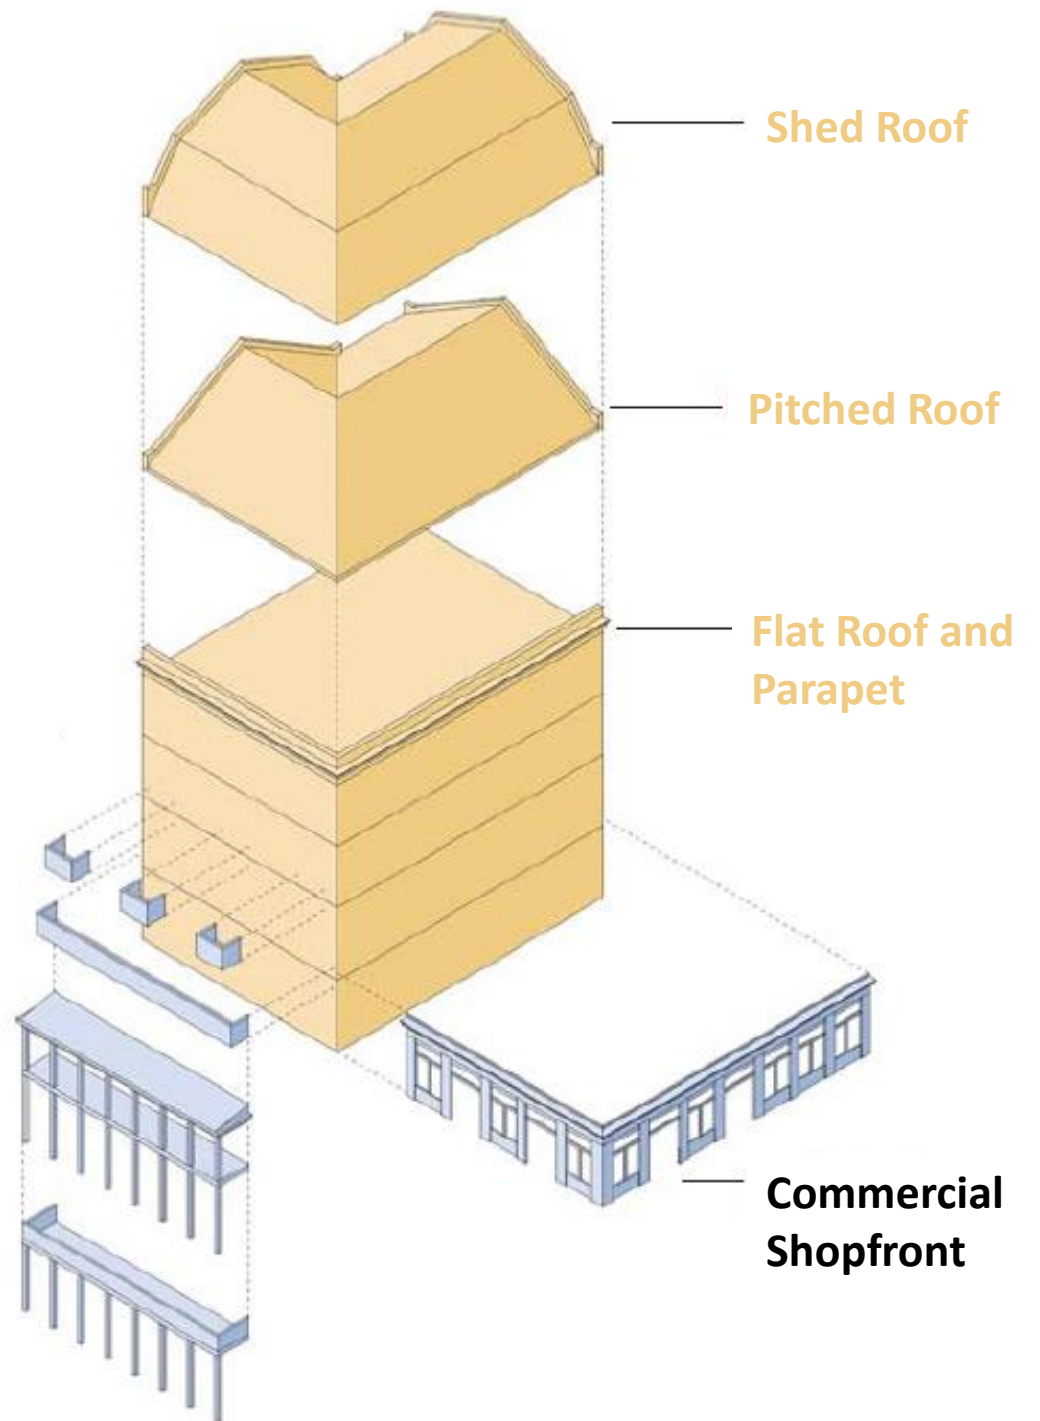 Shed Roof
Pitched Roof
Flat Roof and
Parapet
Commercial
Shopfront